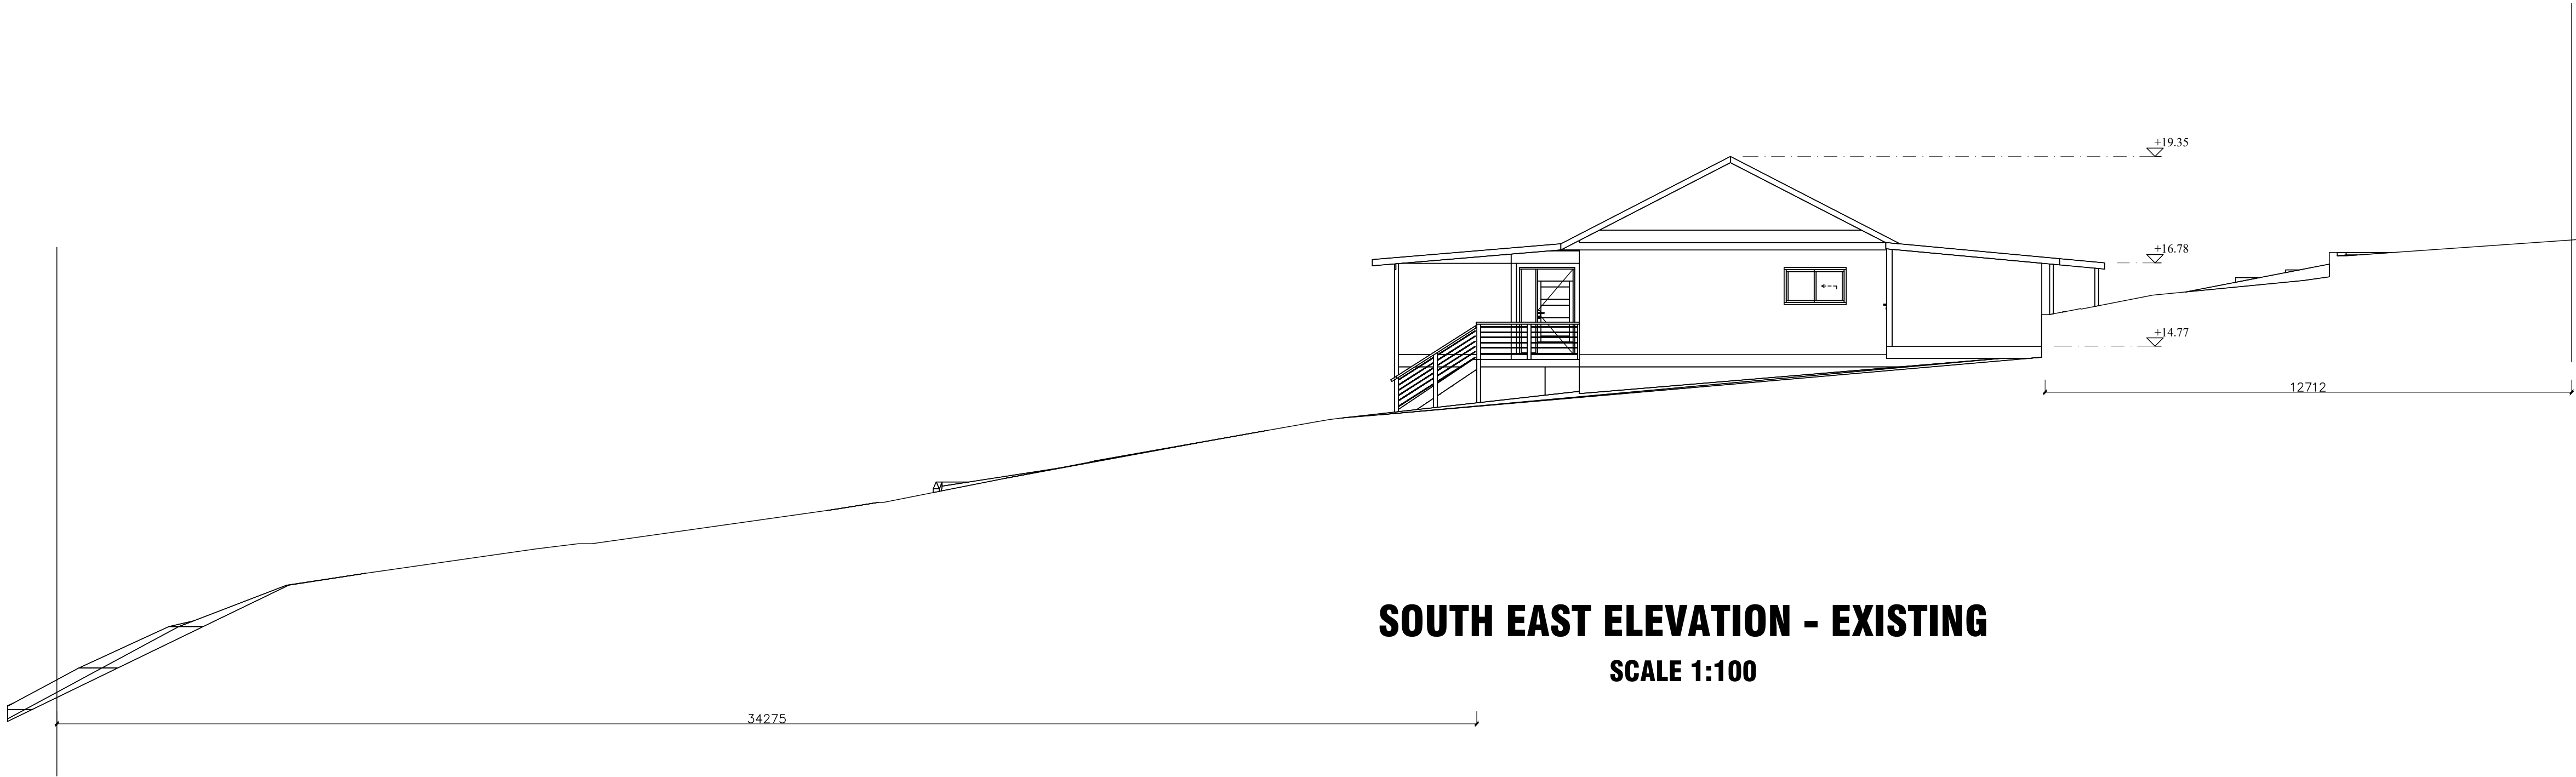 +19.35
+16.78
+14.77
12712
SOUTH EAST ELEVATION - EXISTING
SCALE 1:100
34275